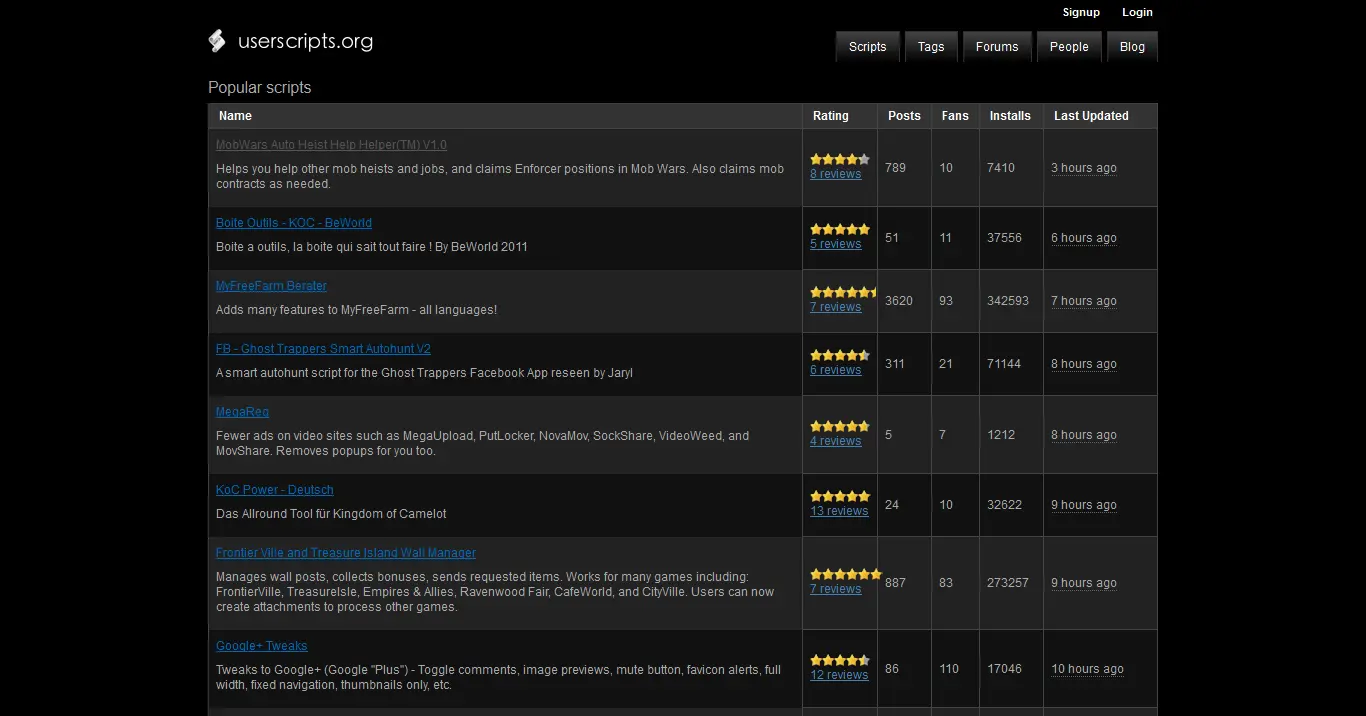 Signup Login
userscripts.org
Scripts Tags Forums People Blog
Popular scripts
Name Rating Posts Fans Installs Last Updated
MobWars Auto Heist Help Helper(TM) V1.0
Helps you help other mob heists and jobs, and claims Enforcer positions in Mob Wars. Also claims mob
contracts as needed.
8 reviews 789 10 7410 3 hours ago
Boite Outils - KOC - BeWorld
Boite a outils, la boite qui sait tout faire ! By BeWorld 2011
5 reviews 51 11 37556 6 hours ago
MyFreeFarm Berater
Adds many features to MyFreeFarm - all languages!
7 reviews 3620 93 342593 7 hours ago
FB - Ghost Trappers Smart Autohunt V2
A smart autohunt script for the Ghost Trappers Facebook App reseen by Jaryl
6 reviews 311 21 71144 8 hours ago
MegaReg
Fewer ads on video sites such as MegaUpload, PutLocker, NovaMov, SockShare, VideoWeed, and
MovShare. Removes popups for you too.
4 reviews 5 7 1212 8 hours ago
KoC Power - Deutsch
Das Allround Tool für Kingdom of Camelot
13 reviews 24 10 32622 9 hours ago
Frontier Ville and Treasure Island Wall Manager
Manages wall posts, collects bonuses, sends requested items. Works for many games including:
FrontierVille, TreasureIsle, Empires & Allies, Ravenwood Fair, CafeWorld, and CityVille. Users can now
create attachments to process other games.
7 reviews 887 83 273257 9 hours ago
Google+ Tweaks
Tweaks to Google+ (Google "Plus") - Toggle comments, image previews, mute button, favicon alerts, full
width, fixed navigation, thumbnails only, etc.
12 reviews 86 110 17046 10 hours ago